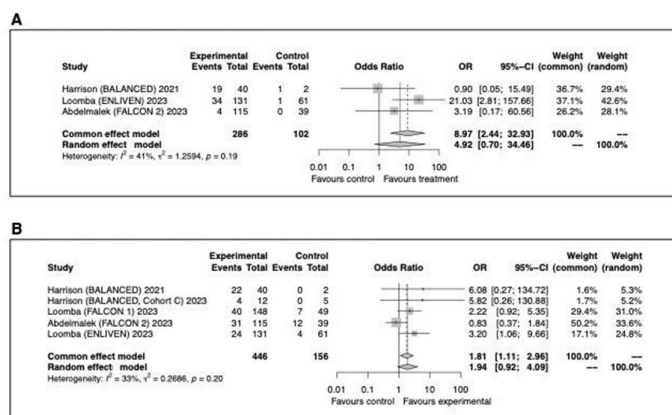 A
Experimental Control Weight Weight
Study Events Total Events Total Odds Ratio OR 95%-CI (common) (random)
Harrison (BALANCED) 2021 19 40 1 2 0.90 [0.05; 15.49] 36.7% 29.4%
Loomba (ENLIVEN) 2023 34 131 1 61 21.03 [2.81; 157.66] 37.1% 42.6%
Abdelmalek (FALCON 2) 2023 4 115 0 39 3.19 [0.17; 60.56] 26.2% 28.1%
Common effect model 286 102 8.97 [2.44; 32.93] 100.0% --
Random effect model 4.92 [0.70; 34.46] -- 100.0%
Heterogeneity: I² = 41%, τ² = 1.2594, p = 0.19
0.01 0.1 1 10 100
Favours control Favours treatment
B
Experimental Control Weight Weight
Study Events Total Events Total Odds Ratio OR 95%-CI (common) (random)
Harrison (BALANCED) 2021 22 40 0 2 6.08 [0.27; 134.72] 1.6% 5.3%
Harrison (BALANCED, Cohort C) 2023 4 12 0 5 5.82 [0.26; 130.88] 1.7% 5.2%
Loomba (FALCON 1) 2023 40 148 7 49 2.22 [0.92; 5.35] 29.4% 31.0%
Abdelmalek (FALCON 2) 2023 31 115 12 39 0.83 [0.37; 1.84] 50.2% 33.6%
Loomba (ENLIVEN) 2023 24 131 4 61 3.20 [1.06; 9.66] 17.1% 24.8%
Common effect model 446 156 1.81 [1.11; 2.96] 100.0% --
Random effect model 1.94 [0.92; 4.09] -- 100.0%
Heterogeneity: I² = 33%, τ² = 0.2686, p = 0.20
0.01 0.1 1 10 100
Favours control Favours experimental